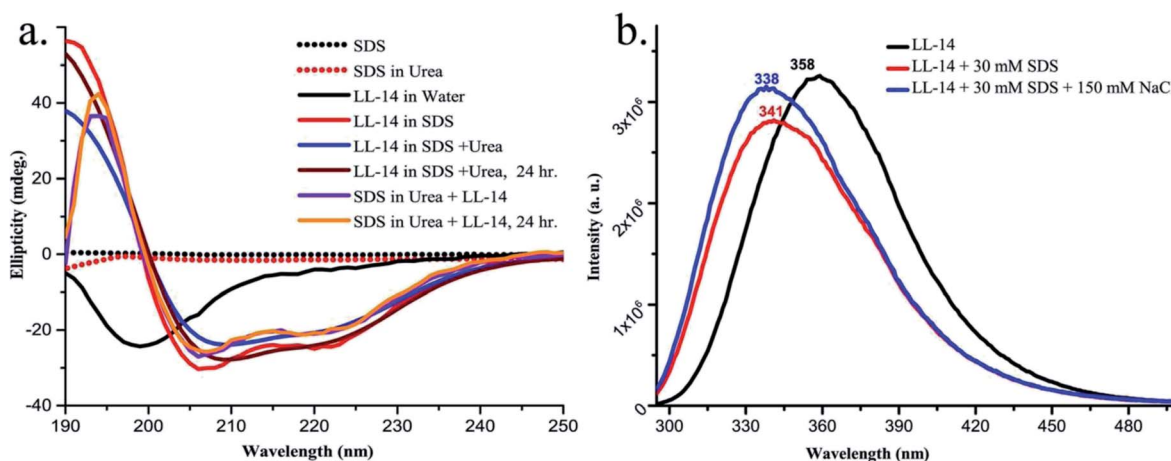 a.
SDS
SDS in Urea
LL-14 in Water
LL-14 in SDS
LL-14 in SDS +Urea
LL-14 in SDS +Urea, 24 hr.
SDS in Urea + LL-14
SDS in Urea + LL-14, 24 hr.
Ellipticity (mdeg.)
40
20
0
-20
-40
190 200 210 220 230 240 250
Wavelength (nm)
b.
LL-14
LL-14 + 30 mM SDS
LL-14 + 30 mM SDS + 150 mM NaC
358
338
341
Intensity (a. u.)
3x10⁶
2x10⁶
1x10⁶
0
300 330 360 390 420 450 480
Wavelength (nm)